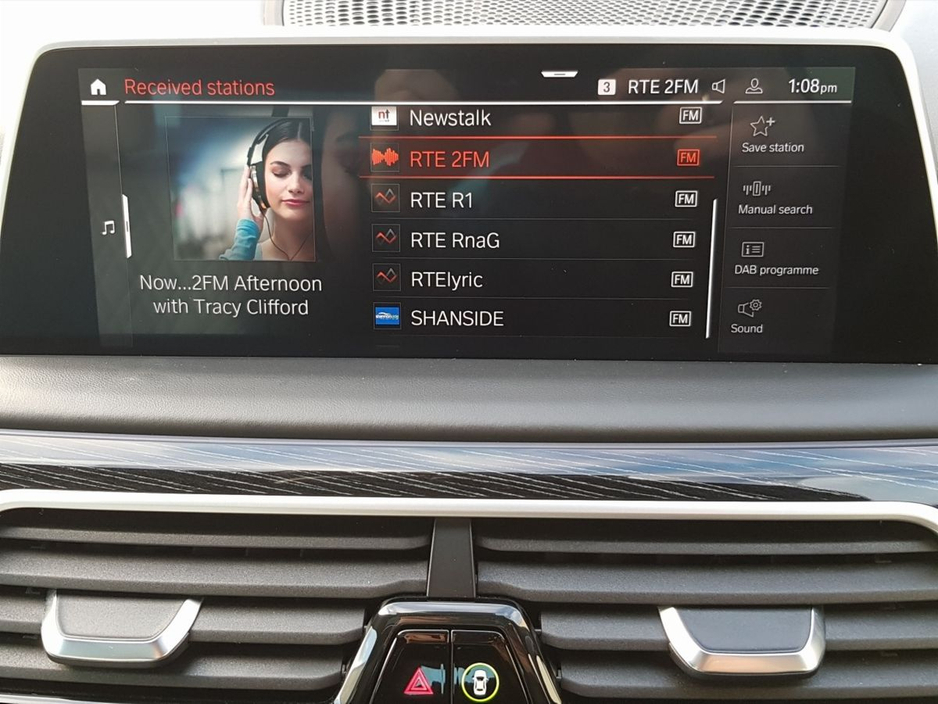 Received stations
3 RTE 2FM 1:08pm
Now...2FM Afternoon
with Tracy Clifford
nt Newstalk FM
RTE 2FM FM
RTE R1 FM
RTE RnaG FM
RTElyric FM
SHANSIDE FM
Save station
Manual search
DAB programme
Sound